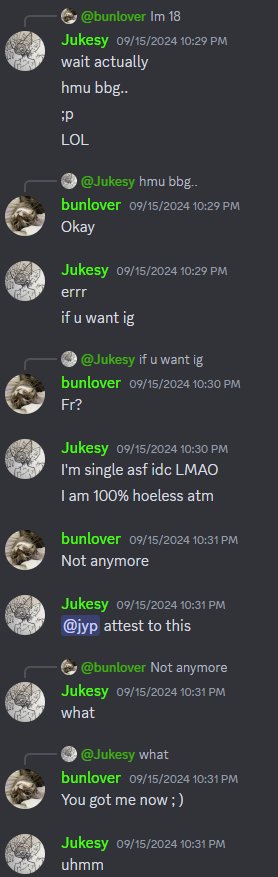 @bunlover Im 18
Jukesy 09/15/2024 10:29 PM
wait actually
hmu bbg..
;p
LOL
@Jukesy hmu bbg..
bunlover 09/15/2024 10:29 PM
Okay
Jukesy 09/15/2024 10:29 PM
errr
if u want ig
@Jukesy if u want ig
bunlover 09/15/2024 10:30 PM
Fr?
Jukesy 09/15/2024 10:30 PM
I'm single asf idc LMAO
I am 100% hoeless atm
bunlover 09/15/2024 10:31 PM
Not anymore
Jukesy 09/15/2024 10:31 PM
@jyp attest to this
@bunlover Not anymore
Jukesy 09/15/2024 10:31 PM
what
@Jukesy what
bunlover 09/15/2024 10:31 PM
You got me now ; )
Jukesy 09/15/2024 10:31 PM
uhmm